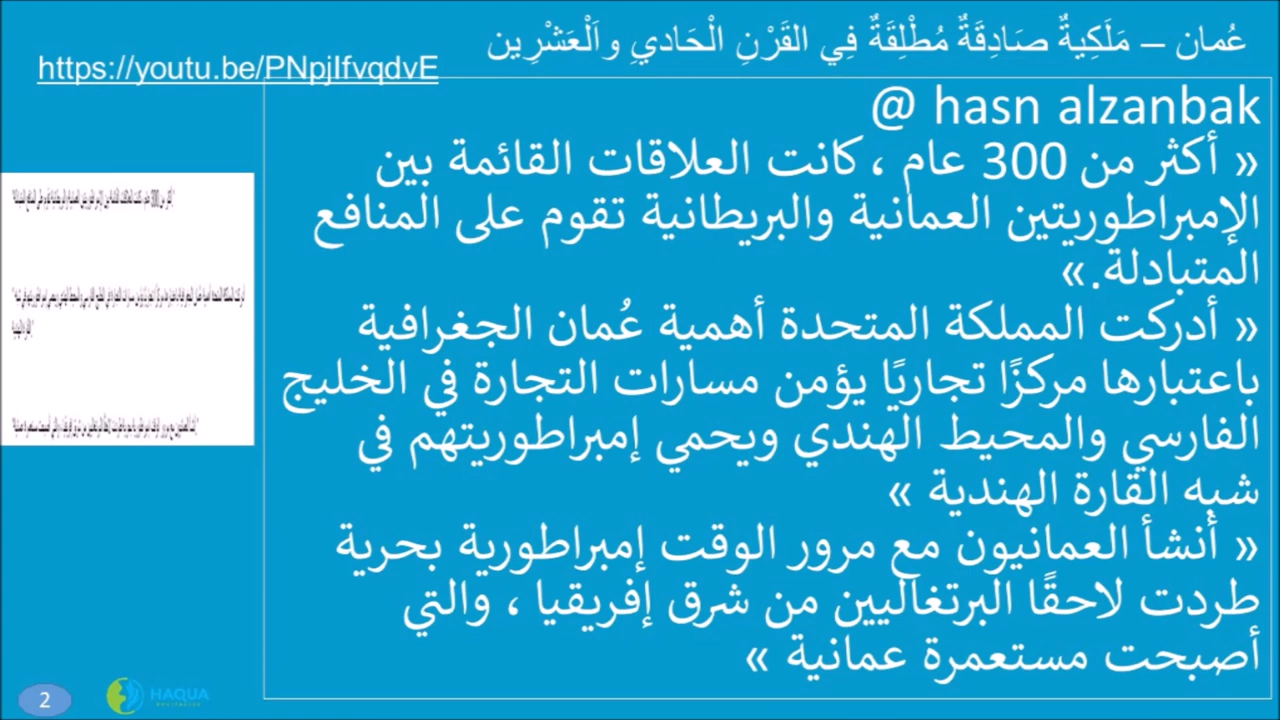 عُمان – مَلَكِيةٌ صَادِقَةٌ مُطْلِقَةٌ فِي القَرْنِ الْحَادي‌ِ واَلْعَشْرِين
https://youtu.be/PNpjIfvqdvE
@ hasn alzanbak
« أكثر من 300 عام ، كانت العلاقات القائمة بين
الإمبراطوريتين العمانية والبريطانية تقوم على المنافع
المتبادلة.»
« أدركت المملكة المتحدة أهمية عُمان الجغرافية
باعتبارها مركزًا تجاريًا يؤمن مسارات التجارة في الخليج
الفارسي والمحيط الهندي ويحمي إمبراطوريتهم في
شبه القارة الهندية »
« أنشأ العمانيون مع مرور الوقت إمبراطورية بحرية
طردت لاحقًا البرتغاليين من شرق إفريقيا ، والتي
أصبحت مستعمرة عمانية »
2
HAQUA